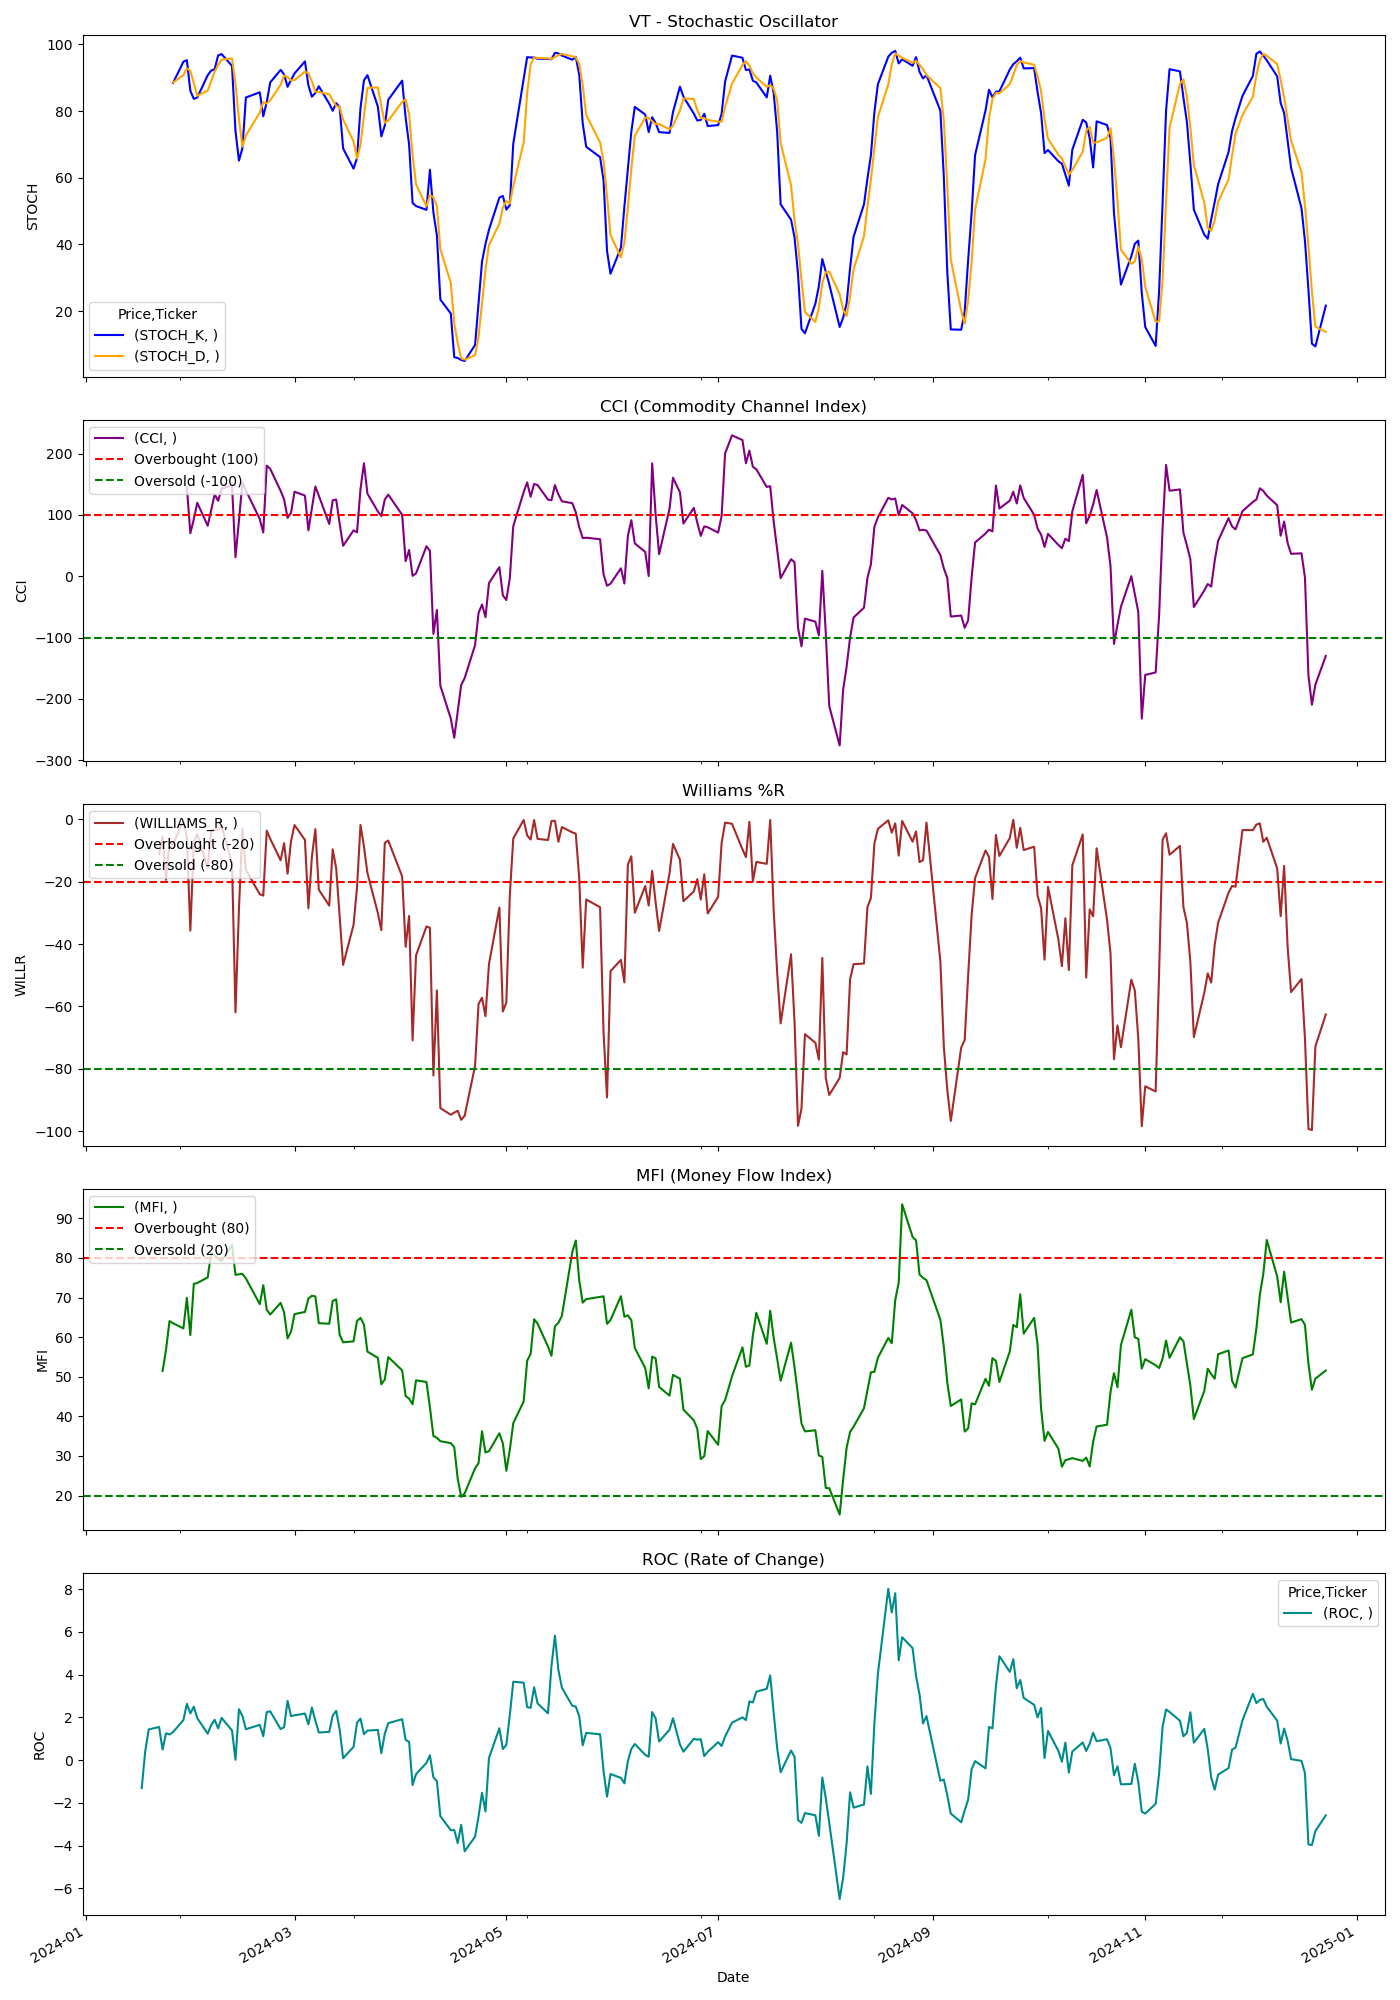 VT - Stochastic Oscillator
100
80
60
40
20
STOCH
Price,Ticker
(STOCH_K, )
(STOCH_D, )
CCI (Commodity Channel Index)
200
100
0
−100
−200
−300
CCI
(CCI, )
Overbought (100)
Oversold (-100)
Williams %R
0
−20
−40
−60
−80
−100
WILLR
(WILLIAMS_R, )
Overbought (-20)
Oversold (-80)
MFI (Money Flow Index)
90
80
70
60
50
40
30
20
MFI
(MFI, )
Overbought (80)
Oversold (20)
ROC (Rate of Change)
8
6
4
2
0
−2
−4
−6
ROC
Price,Ticker
(ROC, )
2024-01
2024-03
2024-05
2024-07
2024-09
2024-11
2025-01
Date